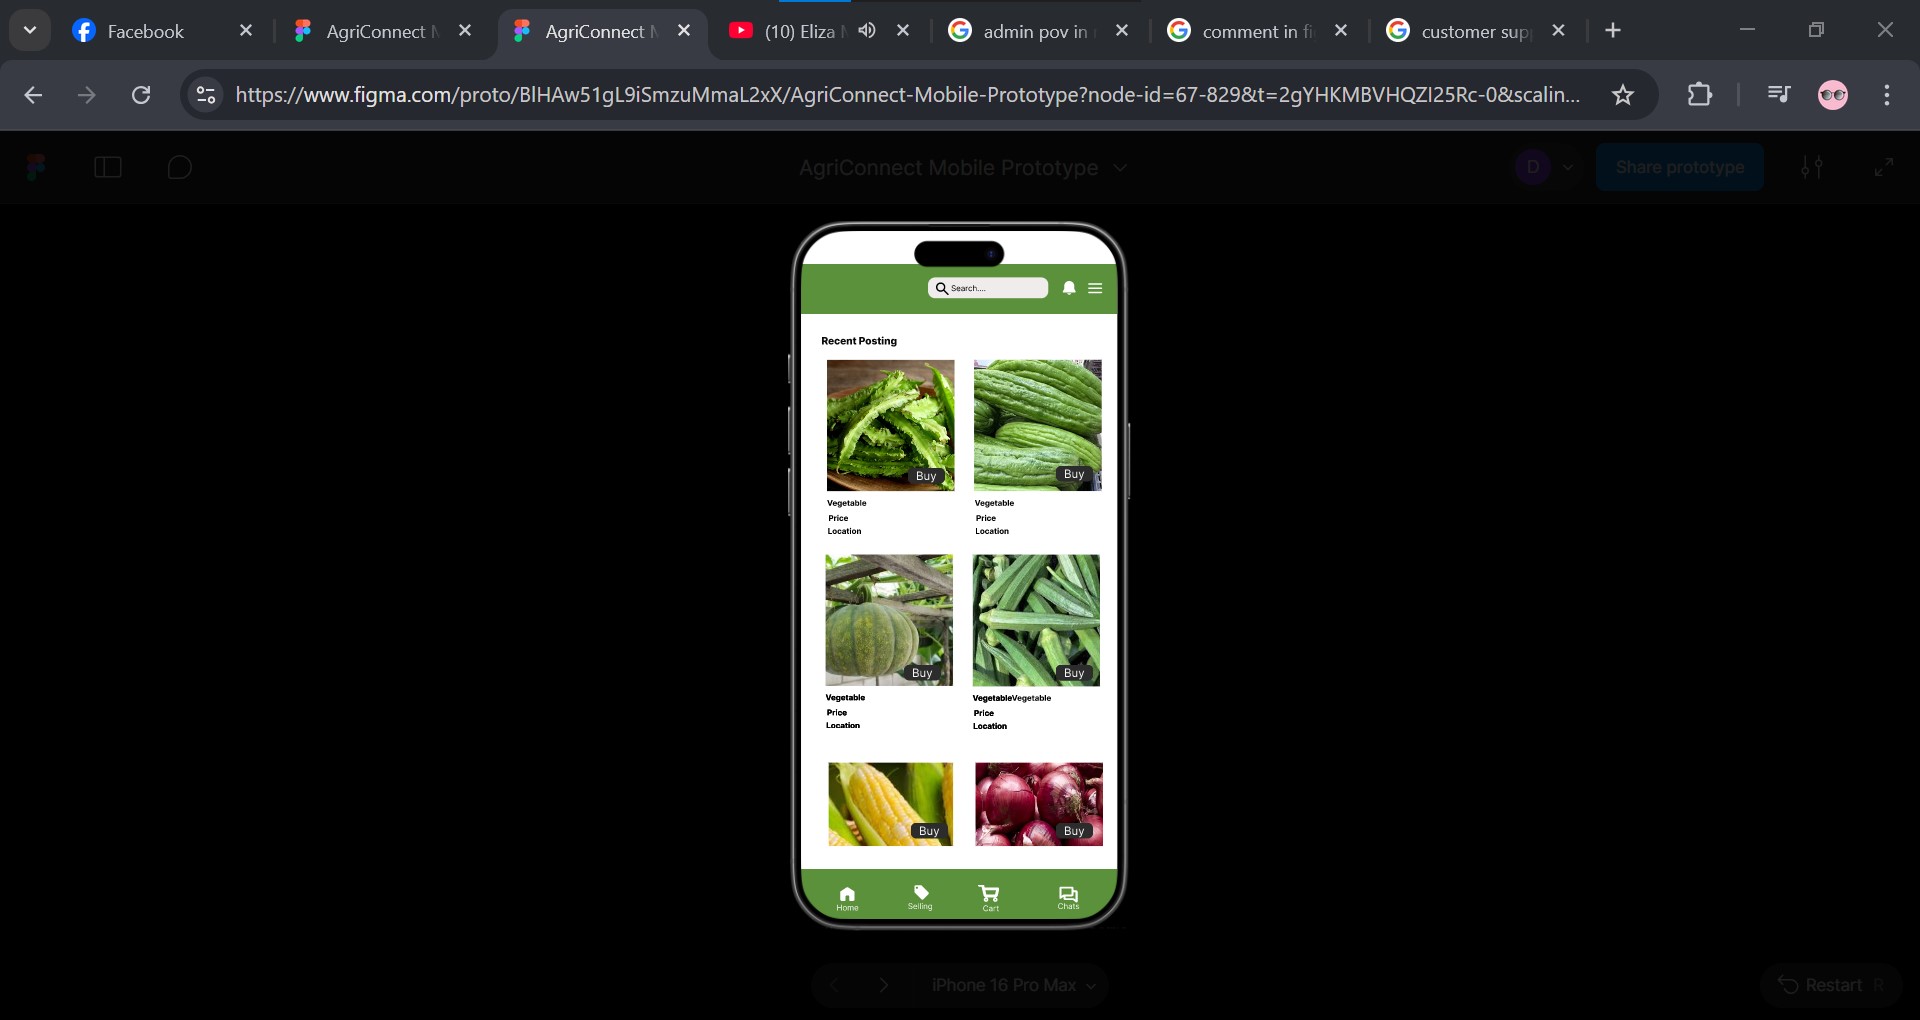 Facebook
AgriConnect M
AgriConnect M
(10) Eliza
admin pov in
comment in fi
customer sup
https://www.figma.com/proto/BlHAw51gL9iSmzuMmaL2xX/AgriConnect-Mobile-Prototype?node-id=67-829&t=2gYHKMBVHQZI25Rc-0&scalin...
AgriConnect Mobile Prototype
D
Share prototype
Search....
Recent Posting
Buy
Buy
Vegetable
Price
Location
Vegetable
Price
Location
Buy
Buy
Vegetable
Price
Location
VegetableVegetable
Price
Location
Buy
Buy
Home
Selling
Cart
Chats
iPhone 16 Pro Max
Restart R